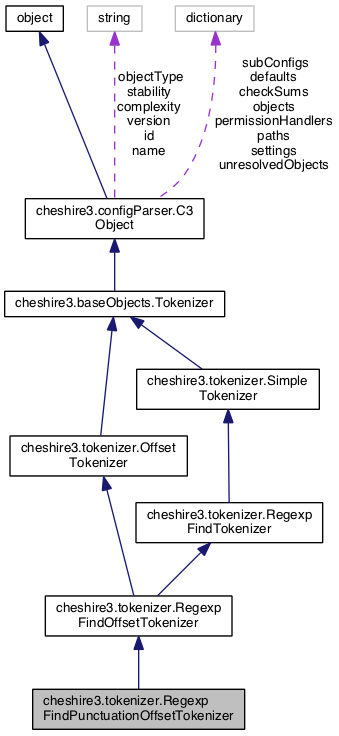 object
string
dictionary
objectType
stability
complexity
version
id
name
subConfigs
defaults
checkSums
objects
permissionHandlers
paths
settings
unresolvedObjects
cheshire3.configParser.C3
Object
cheshire3.baseObjects.Tokenizer
cheshire3.tokenizer.Simple
Tokenizer
cheshire3.tokenizer.Offset
Tokenizer
cheshire3.tokenizer.Regexp
FindTokenizer
cheshire3.tokenizer.Regexp
FindOffsetTokenizer
cheshire3.tokenizer.Regexp
FindPunctuationOffsetTokenizer